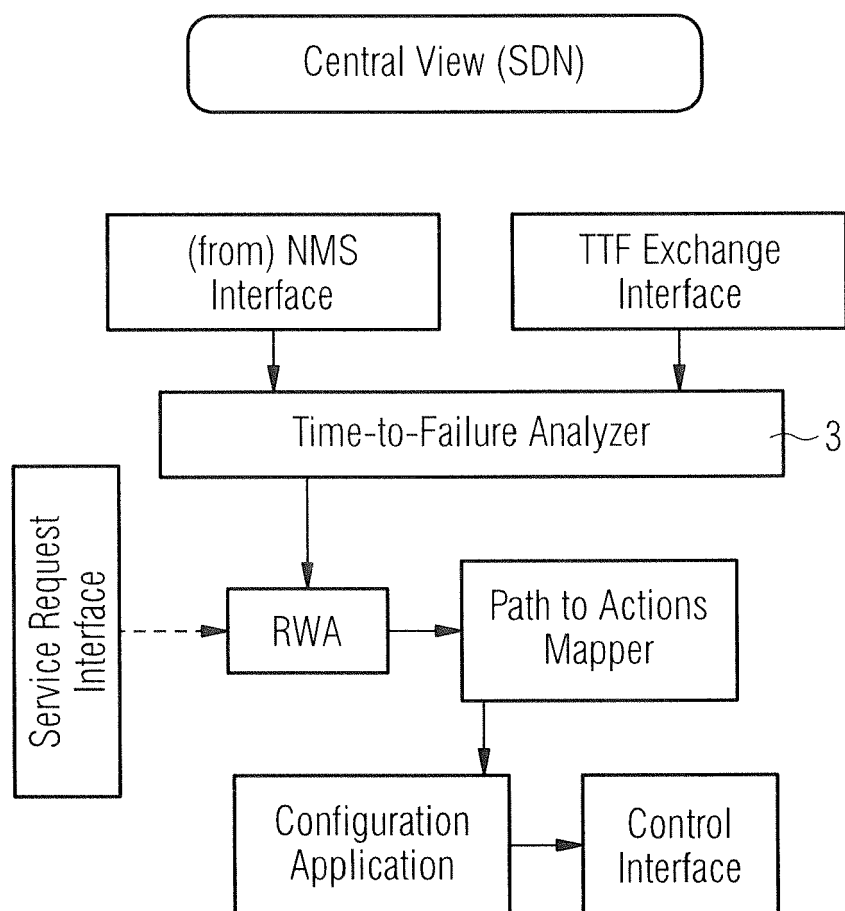 Central View (SDN)
(from) NMS
Interface
TTF Exchange
Interface
Time-to-Failure Analyzer
3
Service Request
Interface
RWA
Path to Actions
Mapper
Configuration
Application
Control
Interface